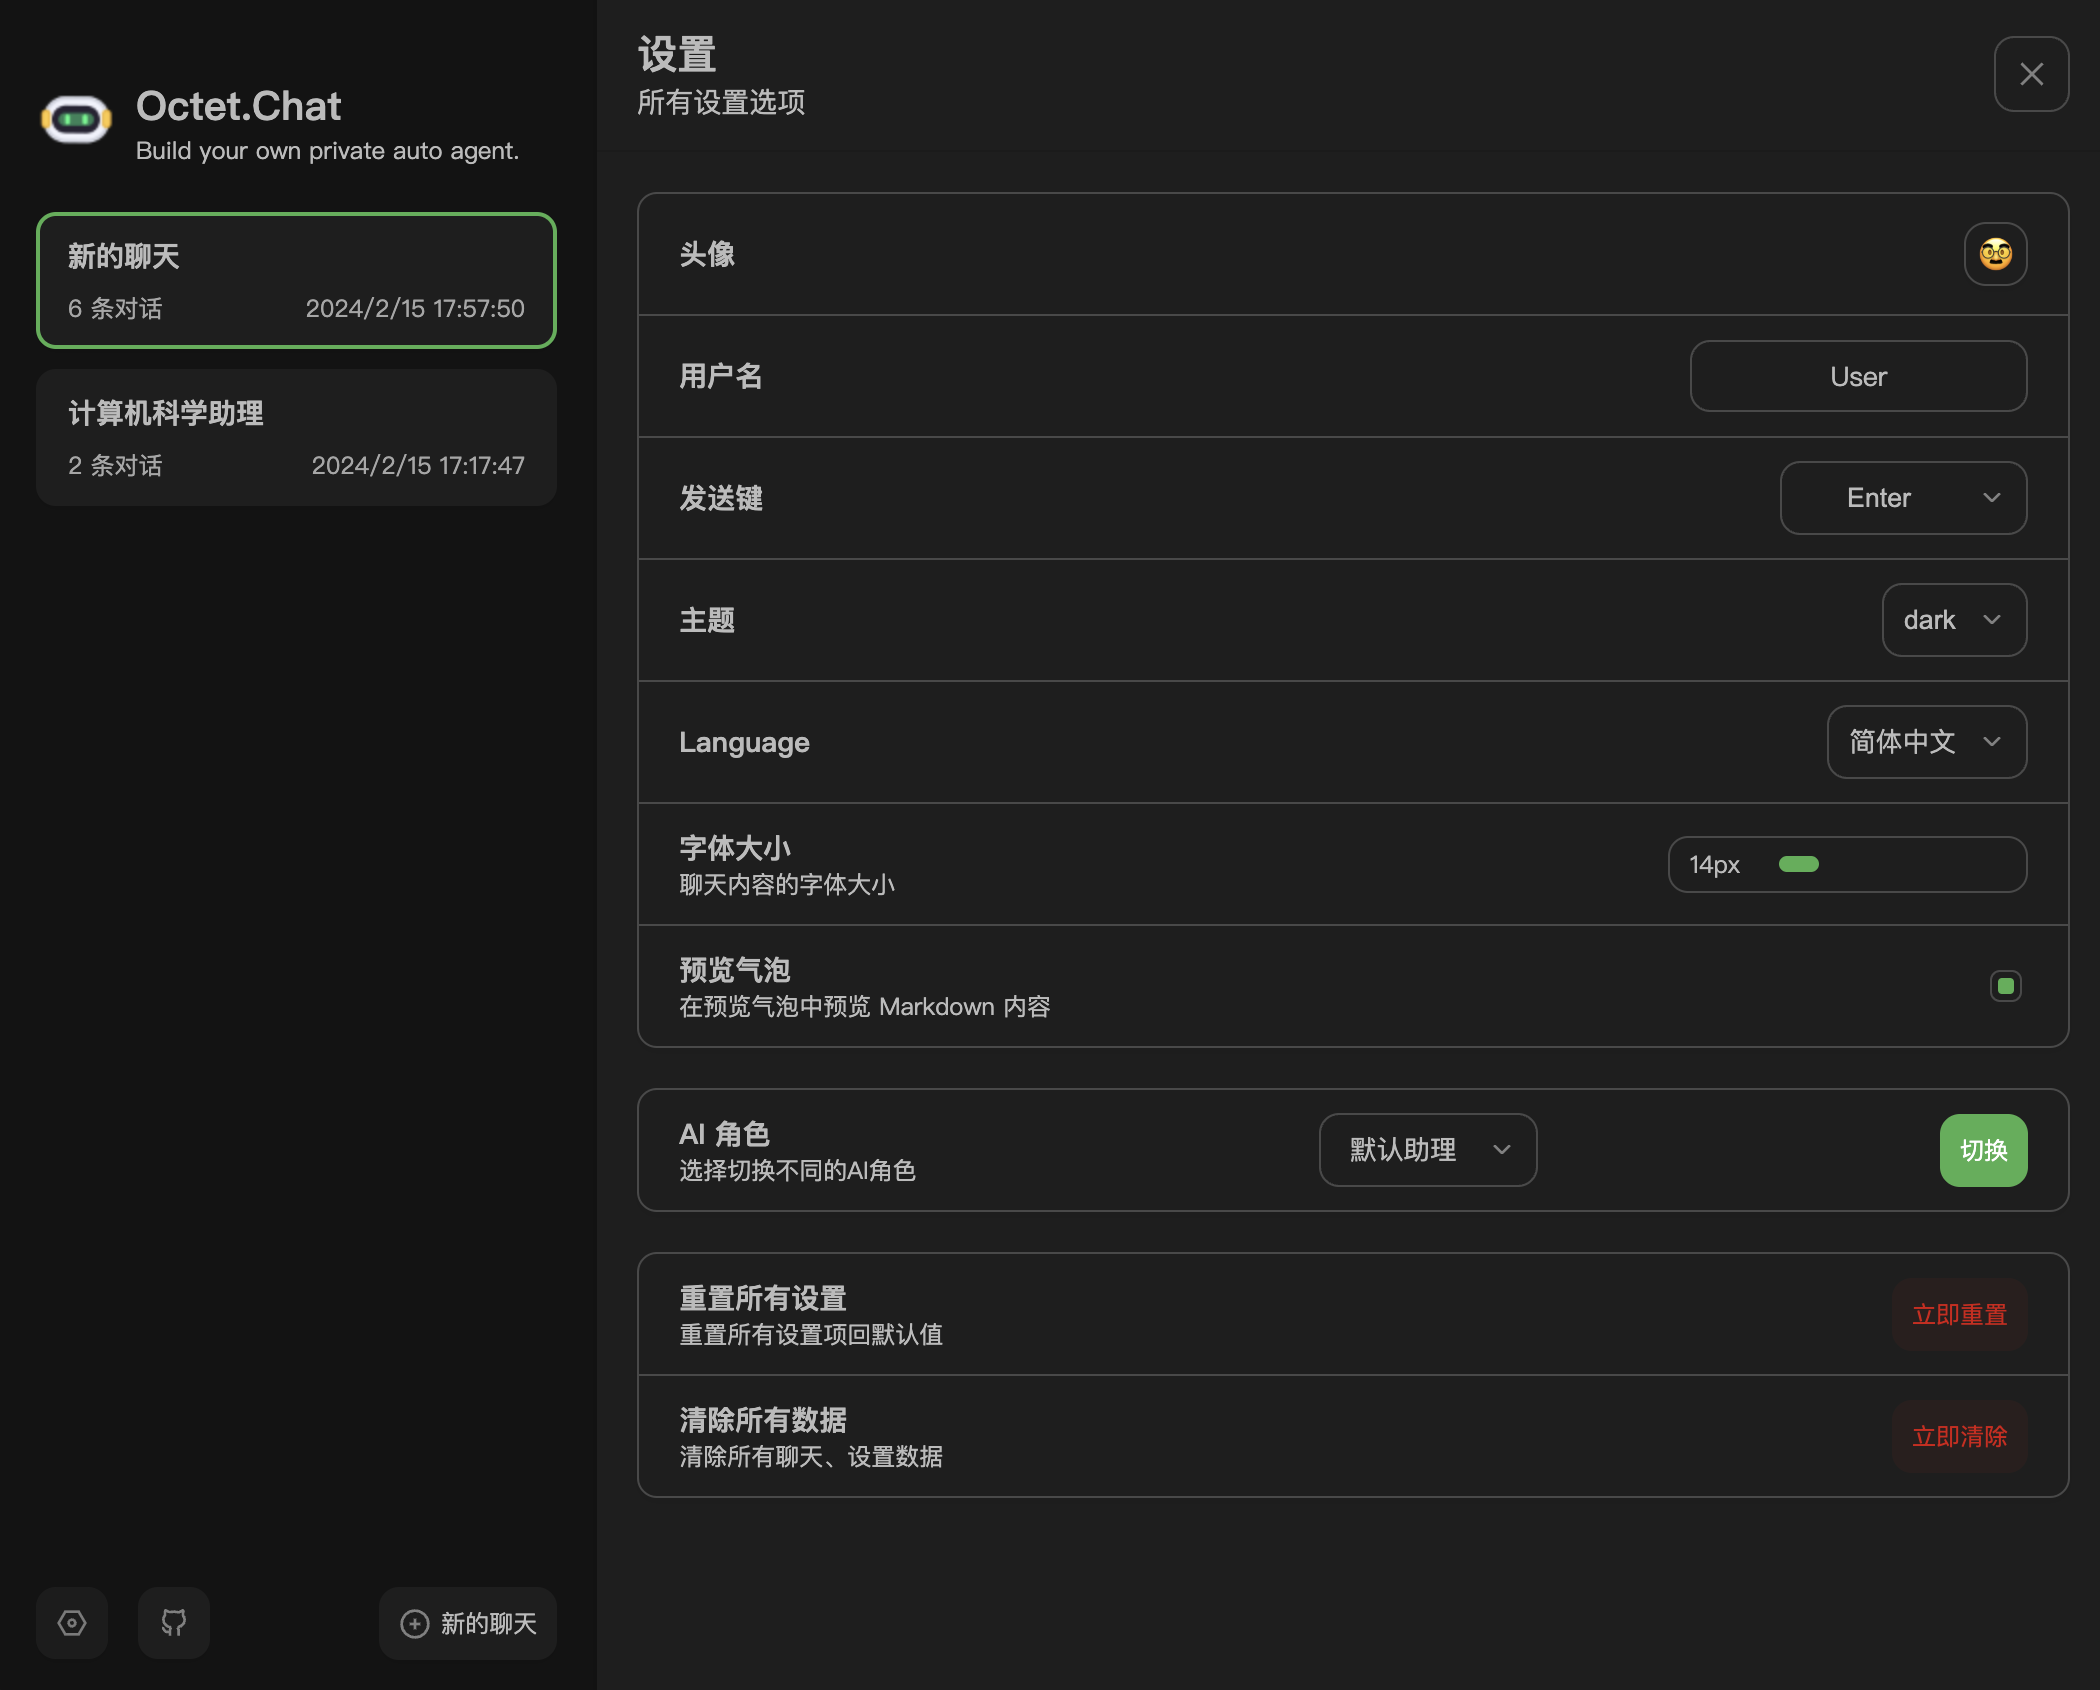 Octet.Chat
Build your own private auto agent.
新的聊天
6 条对话 2024/2/15 17:57:50
计算机科学助理
2 条对话 2024/2/15 17:17:47
新的聊天
设置
所有设置选项
头像
用户名 User
发送键 Enter
主题 dark
Language 简体中文
字体大小
聊天内容的字体大小
14px
预览气泡
在预览气泡中预览 Markdown 内容
AI 角色
选择切换不同的AI角色
默认助理
切换
重置所有设置
重置所有设置项回默认值
立即重置
清除所有数据
清除所有聊天、设置数据
立即清除